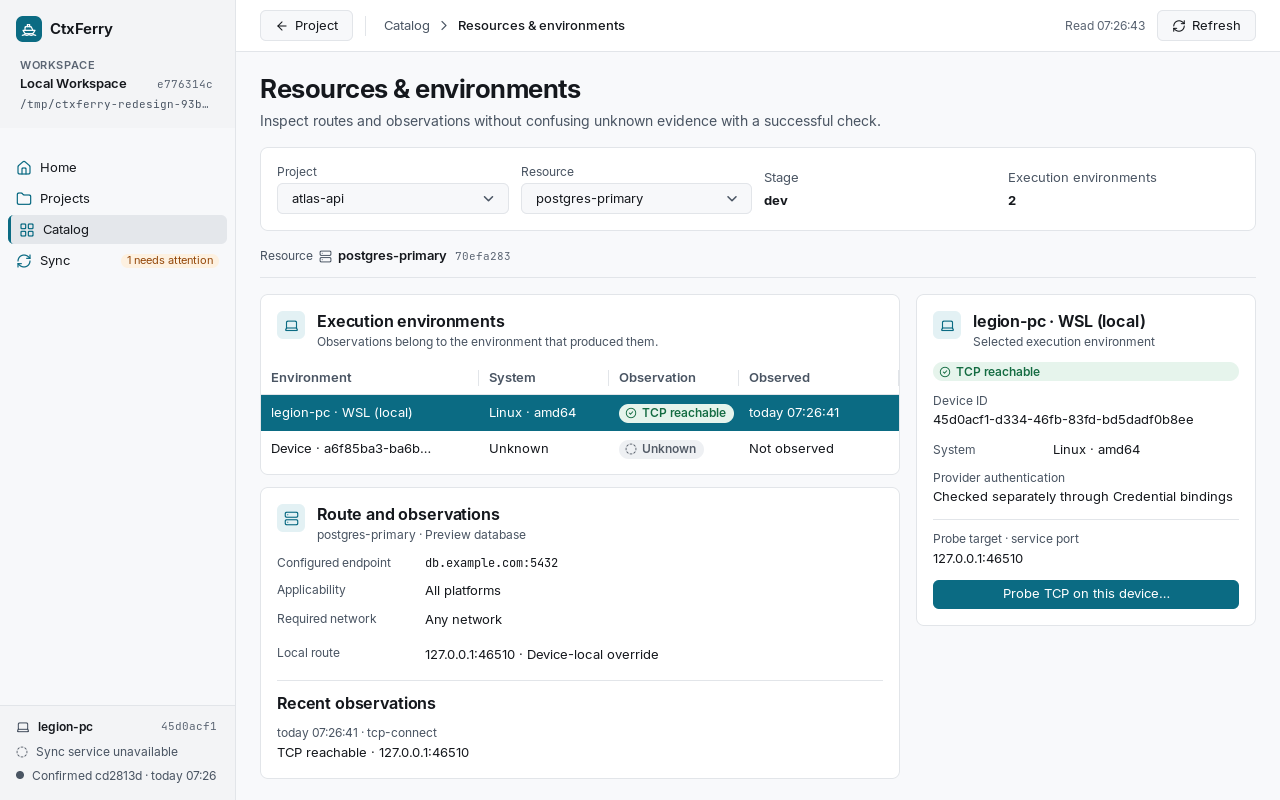 CtxFerry
WORKSPACE
Local Workspace e776314c
/tmp/ctxferry-redesign-93b…
Home
Projects
Catalog
Sync 1 needs attention
legion-pc 45d0acf1
Sync service unavailable
Confirmed cd2813d · today 07:26
Project
Catalog > Resources & environments
Read 07:26:43 Refresh
Resources & environments
Inspect routes and observations without confusing unknown evidence with a successful check.
Project Resource Stage Execution environments
atlas-api postgres-primary dev 2
Resource postgres-primary 70efa283
Execution environments
Observations belong to the environment that produced them.
Environment System Observation Observed
legion-pc · WSL (local) Linux · amd64 TCP reachable today 07:26:41
Device · a6f85ba3-ba6b… Unknown Unknown Not observed
Route and observations
postgres-primary · Preview database
Configured endpoint db.example.com:5432
Applicability All platforms
Required network Any network
Local route 127.0.0.1:46510 · Device-local override
Recent observations
today 07:26:41 · tcp-connect
TCP reachable · 127.0.0.1:46510
legion-pc · WSL (local)
Selected execution environment
TCP reachable
Device ID
45d0acf1-d334-46fb-83fd-bd5dadf0b8ee
System Linux · amd64
Provider authentication
Checked separately through Credential bindings
Probe target · service port
127.0.0.1:46510
Probe TCP on this device…